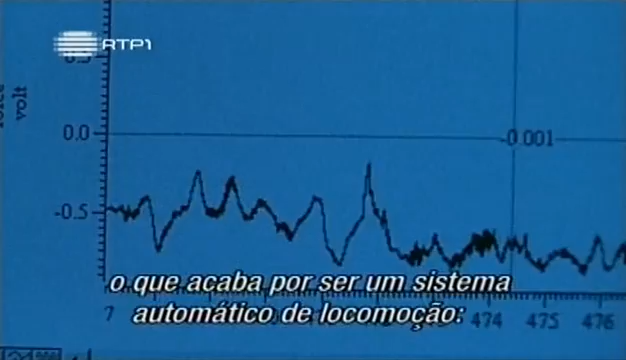 RTP1
volt
0.0
-0.001
-0.5
o que acaba por ser um sistema
automático de locomoção:
7 474 475 476